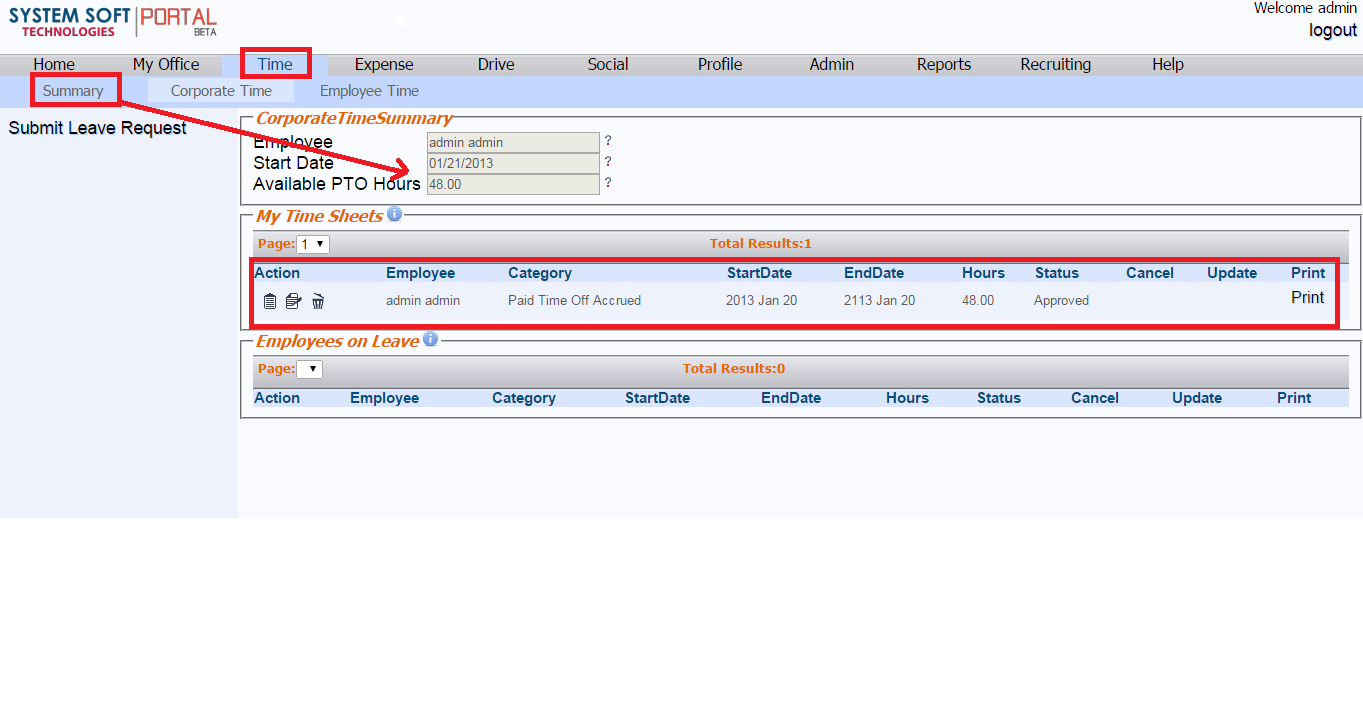 SYSTEM SOFT PORTAL
TECHNOLOGIES BETA
Welcome admin
logout
Home My Office Time Expense Drive Social Profile Admin Reports Recruiting Help
Summary Corporate Time Employee Time
Submit Leave Request
CorporateTimeSummary
Employee admin admin ?
Start Date 01/21/2013 ?
Available PTO Hours 48.00 ?
My Time Sheets i
Page: 1 Total Results:1
Action Employee Category StartDate EndDate Hours Status Cancel Update Print
admin admin Paid Time Off Accrued 2013 Jan 20 2113 Jan 20 48.00 Approved Print
Employees on Leave i
Page: Total Results:0
Action Employee Category StartDate EndDate Hours Status Cancel Update Print